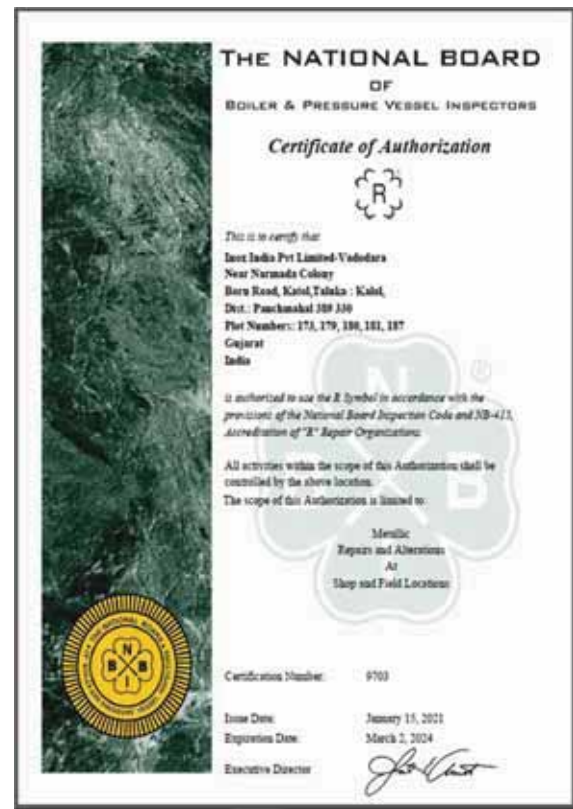 THE NATIONAL BOARD
OF
BOILER & PRESSURE VESSEL INSPECTORS
Certificate of Authorization
R
This is to certify that
Inox India Pvt Limited-Vadodara
Near Narmada Colony
Boru Road, Kalol,Taluka : Kalol,
Dist.: Panchmahal 389 330
Plot Numbers: 173, 179, 180, 181, 187
Gujarat
India
is authorized to use the R Symbol in accordance with the
provisions of the National Board Inspection Code and NB-415,
Accreditation of "R" Repair Organizations.
All activities within the scope of this Authorization shall be
controlled by the above location.
The scope of this Authorization is limited to:
Metallic
Repairs and Alterations
At
Shop and Field Locations
N
B B
®
THE NATIONAL BOARD
N
B B
I
Certification Number: 9703
Issue Date: January 15, 2021
Expiration Date: March 2, 2024
Executive Director